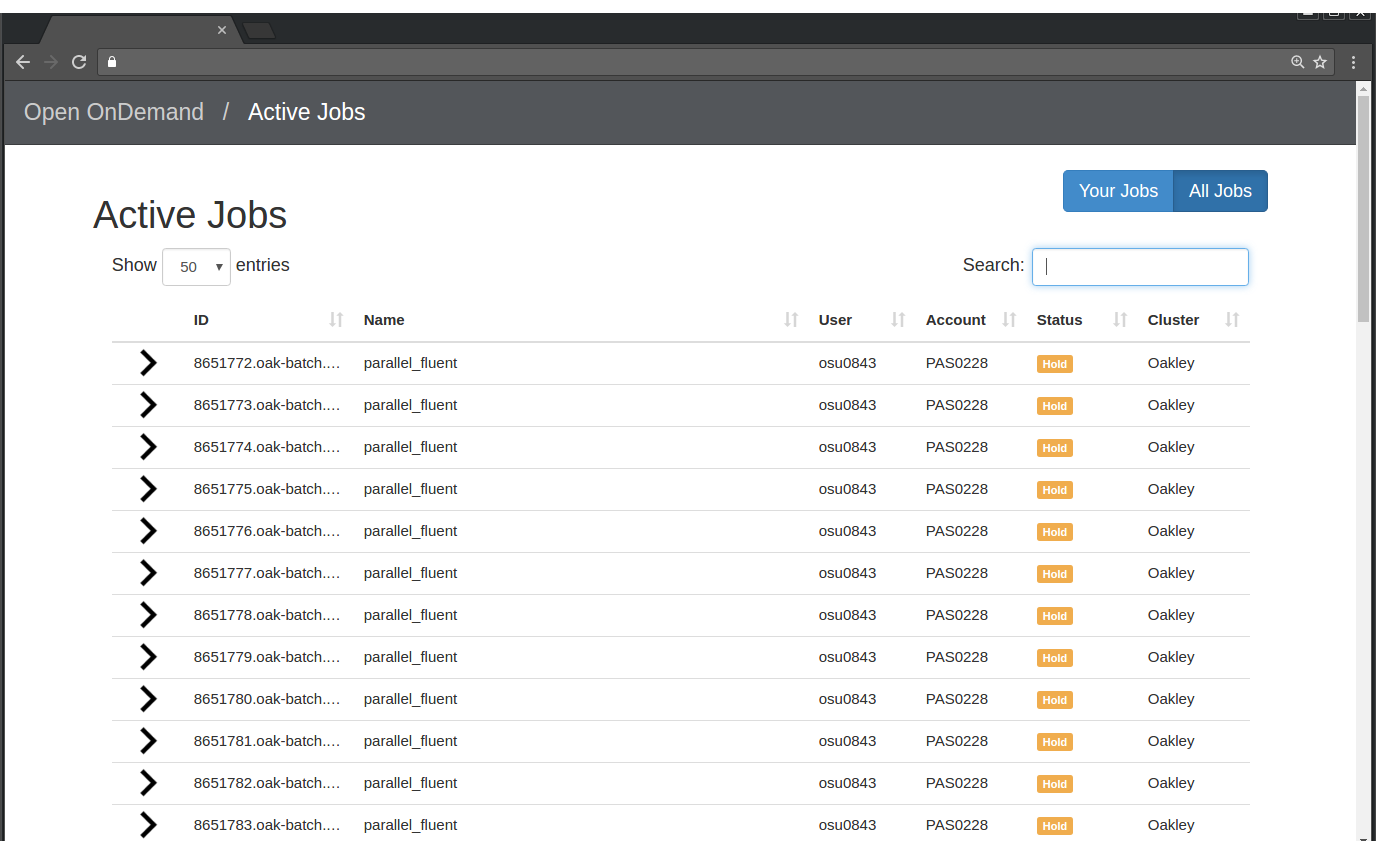 Open OnDemand / Active Jobs
Your Jobs All Jobs
Active Jobs
Show 50 entries Search:
ID Name User Account Status Cluster
8651772.oak-batch.… parallel_fluent osu0843 PAS0228 Hold Oakley
8651773.oak-batch.… parallel_fluent osu0843 PAS0228 Hold Oakley
8651774.oak-batch.… parallel_fluent osu0843 PAS0228 Hold Oakley
8651775.oak-batch.… parallel_fluent osu0843 PAS0228 Hold Oakley
8651776.oak-batch.… parallel_fluent osu0843 PAS0228 Hold Oakley
8651777.oak-batch.… parallel_fluent osu0843 PAS0228 Hold Oakley
8651778.oak-batch.… parallel_fluent osu0843 PAS0228 Hold Oakley
8651779.oak-batch.… parallel_fluent osu0843 PAS0228 Hold Oakley
8651780.oak-batch.… parallel_fluent osu0843 PAS0228 Hold Oakley
8651781.oak-batch.… parallel_fluent osu0843 PAS0228 Hold Oakley
8651782.oak-batch.… parallel_fluent osu0843 PAS0228 Hold Oakley
8651783.oak-batch.… parallel_fluent osu0843 PAS0228 Hold Oakley